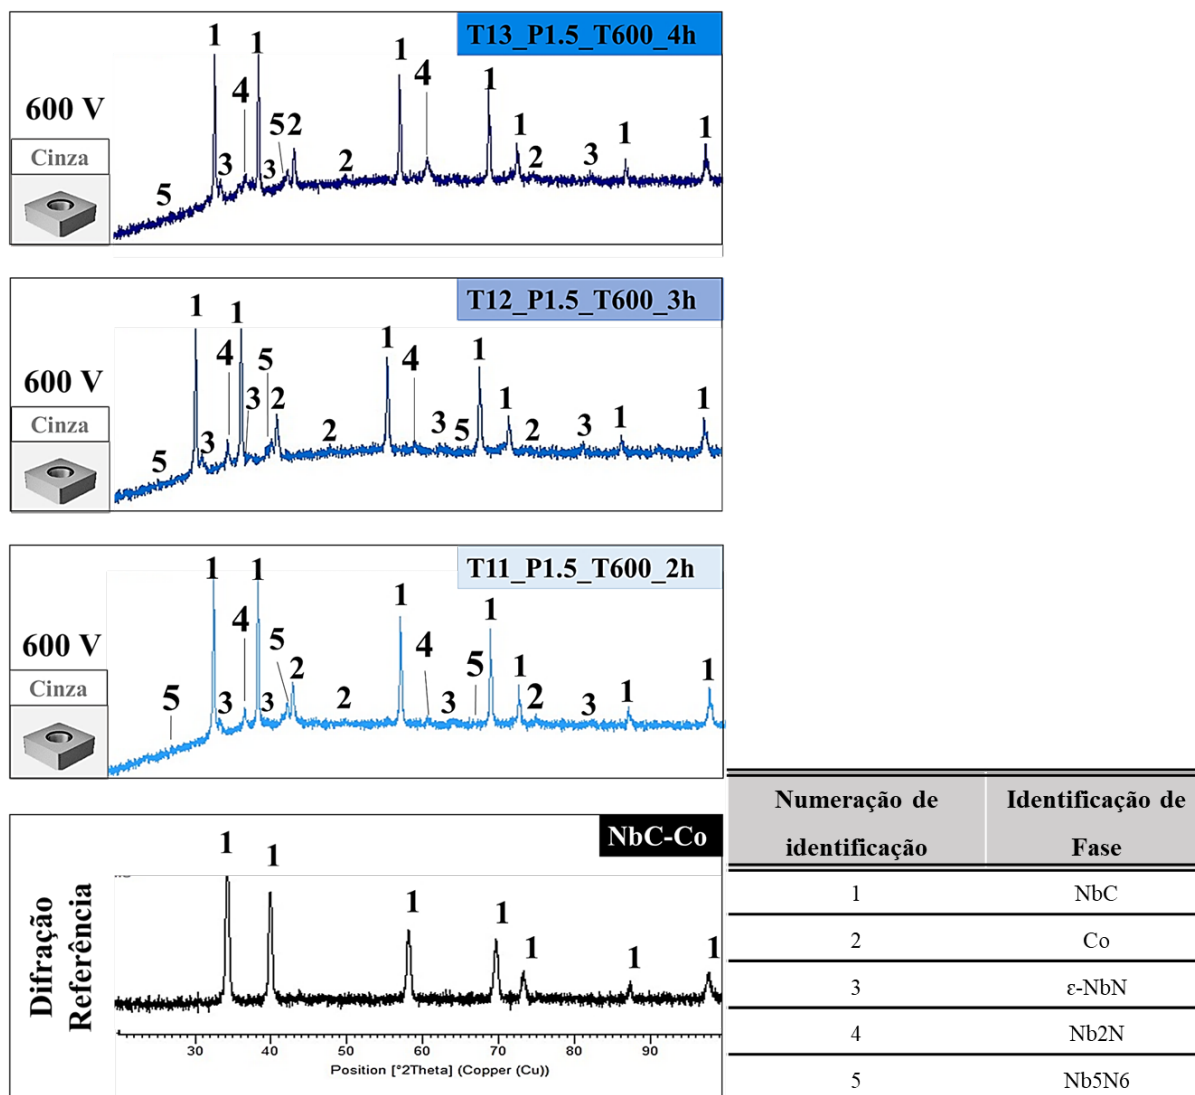 T13_P1.5_T600_4h
1 1 1 4 1 1 1 1
600 V
4 5 2
Cinza
5 3 3 2 2 3
T12_P1.5_T600_3h
1 1 1 4 1 1 1 1
600 V
4 5
Cinza
5 3 3 2 2 3 5 2 3
T11_P1.5_T600_2h
1 1 1 1 1 1 1
600 V
4 5 2 4 5
Cinza
5 3 3 2 3 2 3
NbC-Co
1 1 1 1 1 1 1
Difração
Referência
30 40 50 60 70 80 90
Position [°2Theta] (Copper (Cu))
Numeração de identificação Identificação de Fase
1 NbC
2 Co
3 ε-NbN
4 Nb2N
5 Nb5N6